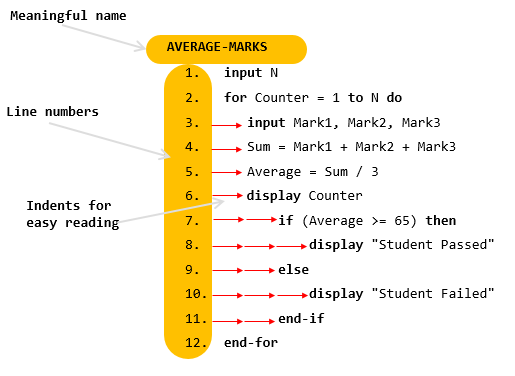 Meaningful name
AVERAGE-MARKS
1. input N
2. for Counter = 1 to N do
Line numbers
3. input Mark1, Mark2, Mark3
4. Sum = Mark1 + Mark2 + Mark3
5. Average = Sum / 3
6. display Counter
Indents for
easy reading
7. if (Average >= 65) then
8. display "Student Passed"
9. else
10. display "Student Failed"
11. end-if
12. end-for